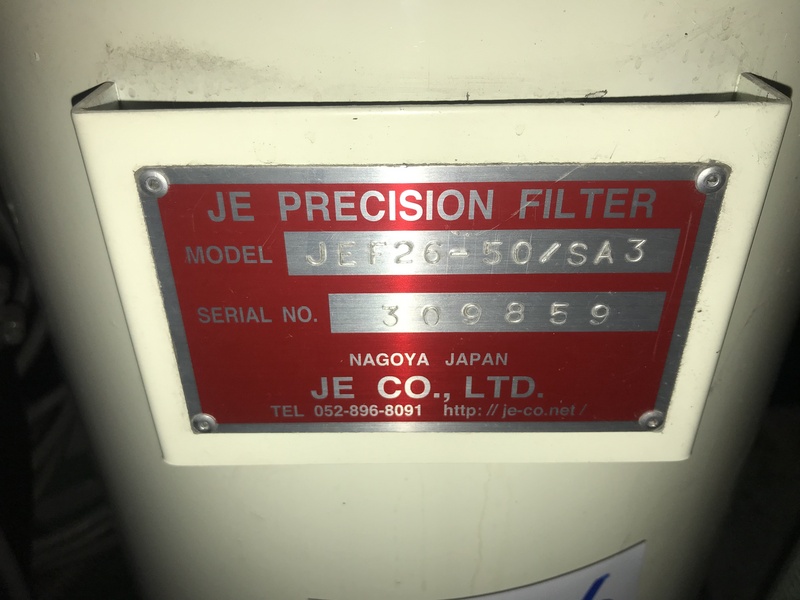 JE PRECISION FILTER
MODEL JEF26-50/SA3
SERIAL NO. 309859
NAGOYA JAPAN
JE CO., LTD.
TEL 052-896-8091 http://je-co.net/